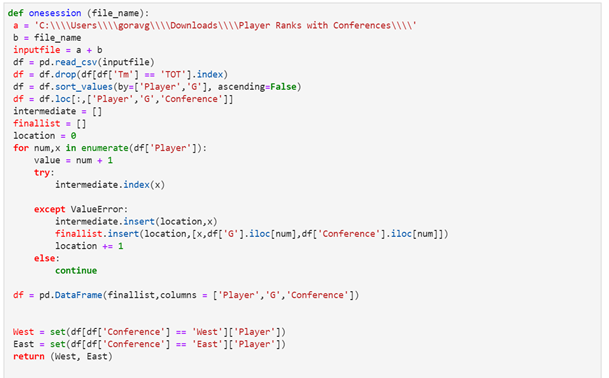 def onesession (file_name):
a = 'C:\\\\Users\\\\goravg\\\\Downloads\\\\Player Ranks with Conferences\\\\'
b = file_name
inputfile = a + b
df = pd.read_csv(inputfile)
df = df.drop(df[df['Tm'] == 'TOT'].index)
df = df.sort_values(by=['Player','G'], ascending=False)
df = df.loc[:,['Player','G','Conference']]
intermediate = []
finallist = []
location = 0
for num,x in enumerate(df['Player']):
value = num + 1
try:
intermediate.index(x)
except ValueError:
intermediate.insert(location,x)
finallist.insert(location,[x,df['G'].iloc[num],df['Conference'].iloc[num]])
location += 1
else:
continue
df = pd.DataFrame(finallist,columns = ['Player','G','Conference'])
West = set(df[df['Conference'] == 'West']['Player'])
East = set(df[df['Conference'] == 'East']['Player'])
return (West, East)